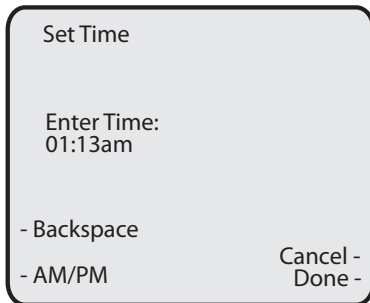 Set Time
Enter Time:
01:13am
- Backspace
Cancel -
- AM/PM
Done -